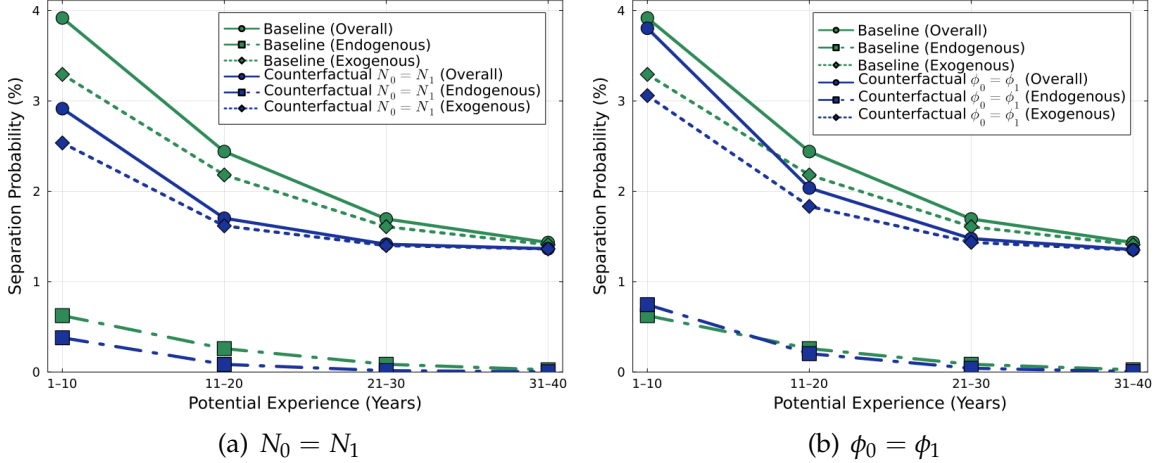 4
3
2
1
0
Separation Probability (%)
Baseline (Overall)
Baseline (Endogenous)
Baseline (Exogenous)
Counterfactual N₀ = N₁ (Overall)
Counterfactual N₀ = N₁ (Endogenous)
Counterfactual N₀ = N₁ (Exogenous)
1–10 11–20 21–30 31–40
Potential Experience (Years)
(a) N₀ = N₁
4
3
2
1
0
Separation Probability (%)
Baseline (Overall)
Baseline (Endogenous)
Baseline (Exogenous)
Counterfactual ϕ₀ = ϕ₁ (Overall)
Counterfactual ϕ₀ = ϕ₁ (Endogenous)
Counterfactual ϕ₀ = ϕ₁ (Exogenous)
1–10 11–20 21–30 31–40
Potential Experience (Years)
(b) ϕ₀ = ϕ₁